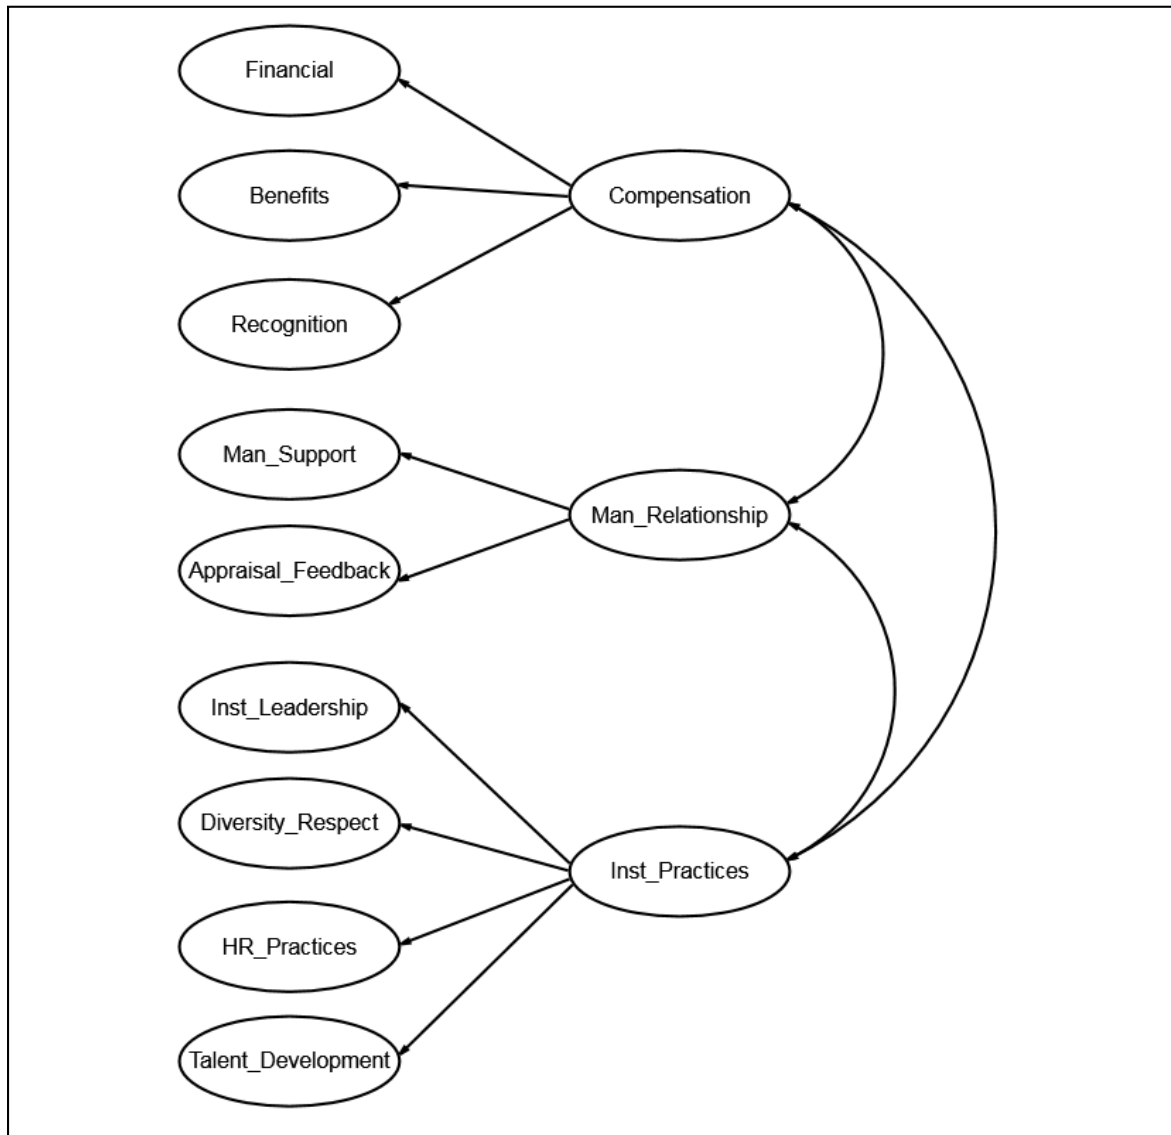 Financial
Benefits
Compensation
Recognition
Man_Support
Man_Relationship
Appraisal_Feedback
Inst_Leadership
Diversity_Respect
Inst_Practices
HR_Practices
Talent_Development